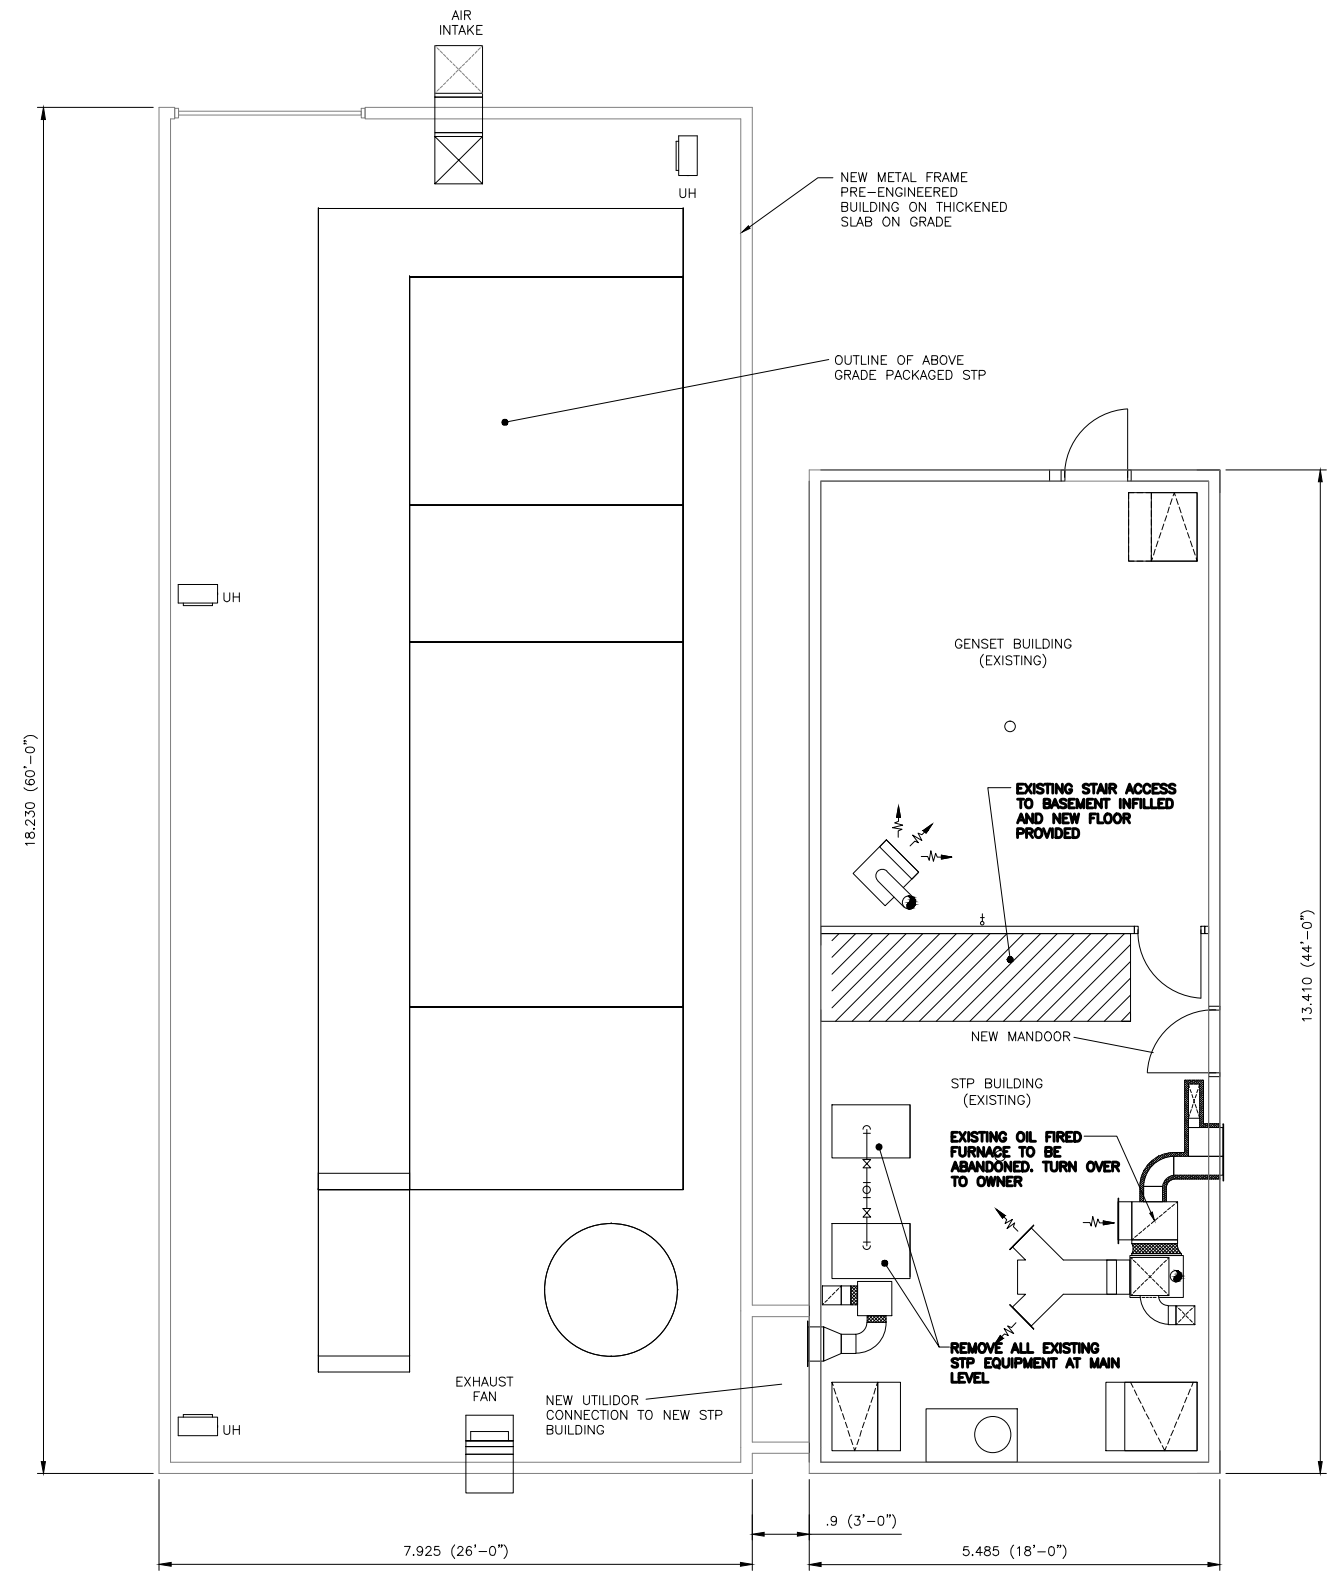 AIR
INTAKE
UH
NEW METAL FRAME
PRE-ENGINEERED
BUILDING ON THICKENED
SLAB ON GRADE
OUTLINE OF ABOVE
GRADE PACKAGED STP
UH
GENSET BUILDING
(EXISTING)
18.230 (60'-0")
EXISTING STAIR ACCESS
TO BASEMENT INFILLED
AND NEW FLOOR
PROVIDED
13.410 (44'-0")
NEW MANDOOR
STP BUILDING
(EXISTING)
EXISTING OIL FIRED
FURNACE TO BE
ABANDONED. TURN OVER
TO OWNER
REMOVE ALL EXISTING
STP EQUIPMENT AT MAIN
LEVEL
EXHAUST
FAN
NEW UTILIDOR
CONNECTION TO NEW STP
BUILDING
UH
.9 (3'-0")
7.925 (26'-0")
5.485 (18'-0")